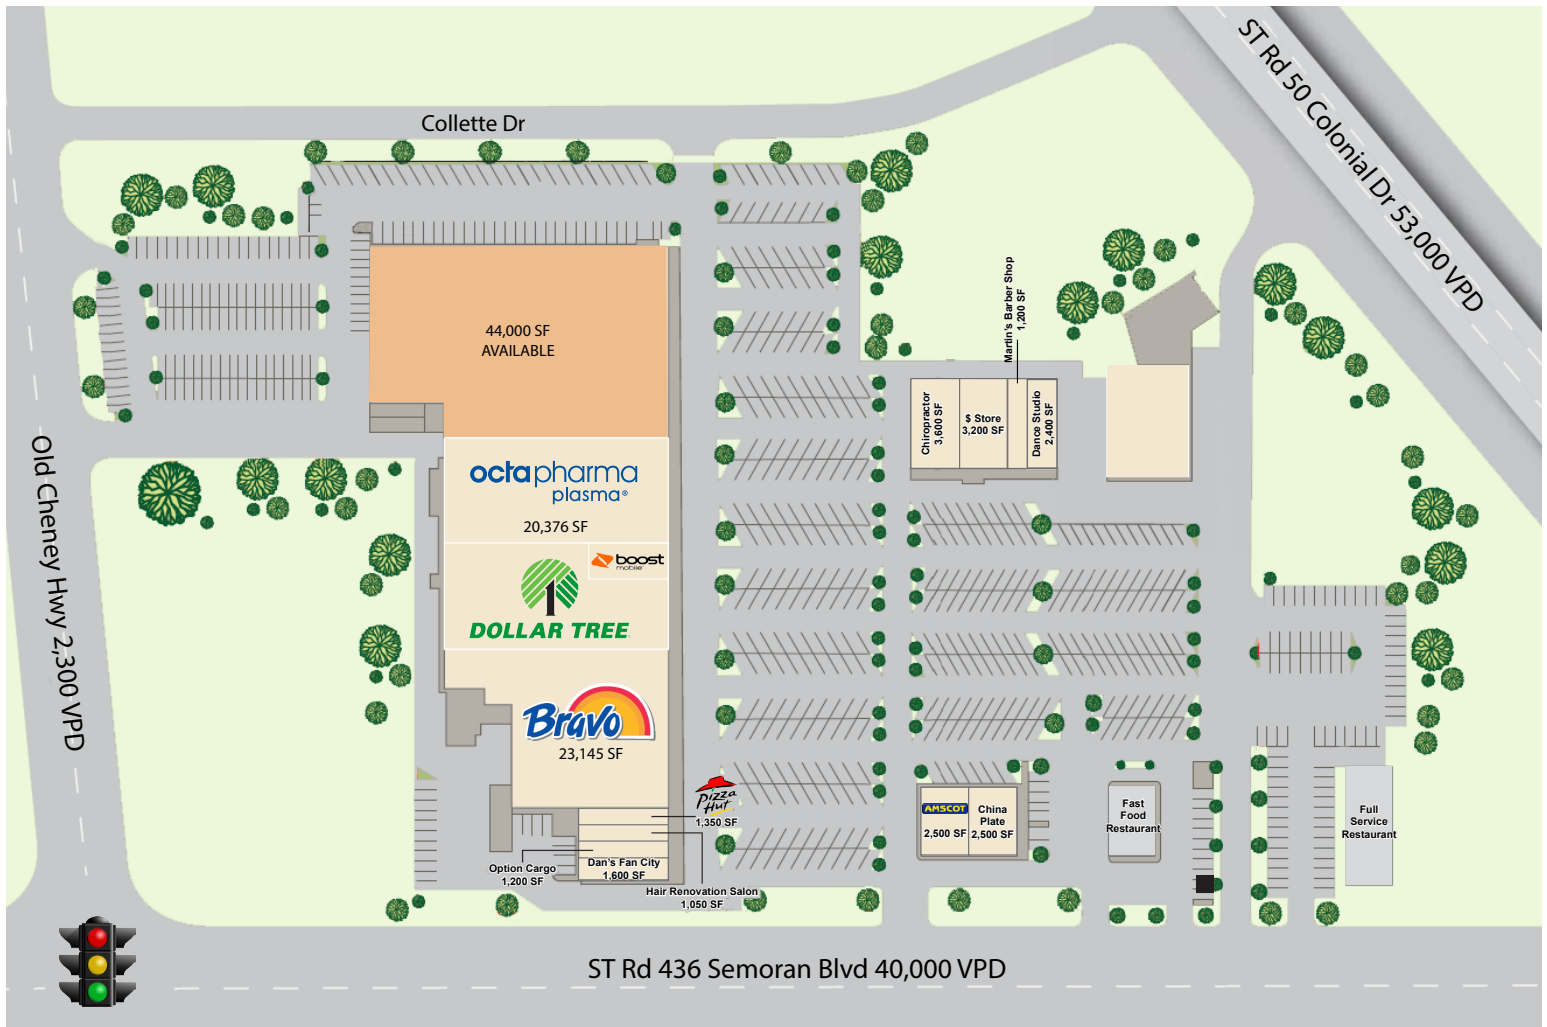 ST Rd 50 Colonial Dr 53,000 VPD
Collette Dr
Old Cheney Hwy 2,300 VPD
44,000 SF
AVAILABLE
octapharma
plasma®
20,376 SF
boost
mobile
DOLLAR TREE
Bravo
23,145 SF
Pizza
Hut
1,350 SF
Option Cargo
1,200 SF
Dan's Fan City
1,600 SF
Hair Renovation Salon
1,050 SF
Chiropractor
3,600 SF
$ Store
3,200 SF
Martin's Barber Shop
1,200 SF
Dance Studio
2,400 SF
AMSCOT
2,500 SF
China
Plate
2,500 SF
Fast
Food
Restaurant
Full
Service
Restaurant
ST Rd 436 Semoran Blvd 40,000 VPD